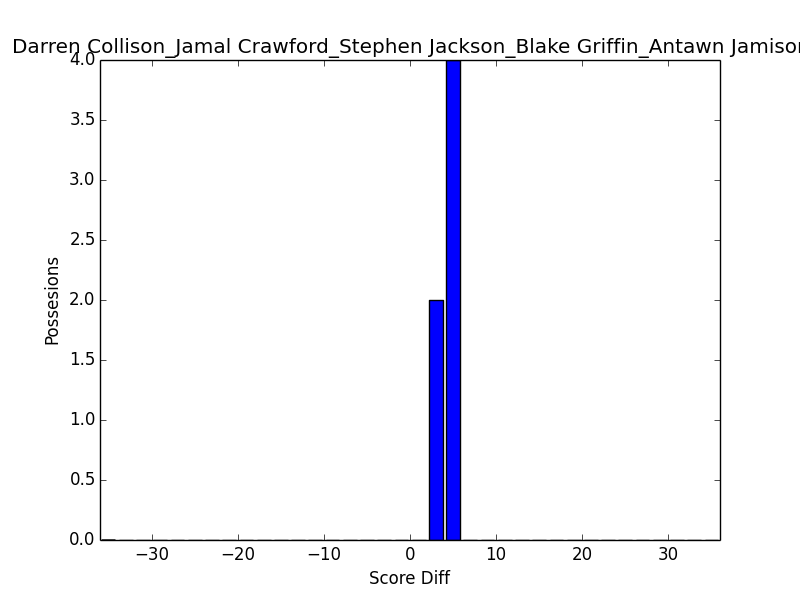 Darren Collison_Jamal Crawford_Stephen Jackson_Blake Griffin_Antawn Jamison
4.0
3.5
3.0
2.5
2.0
1.5
1.0
0.5
0.0
Possesions
−30 −20 −10 0 10 20 30
Score Diff